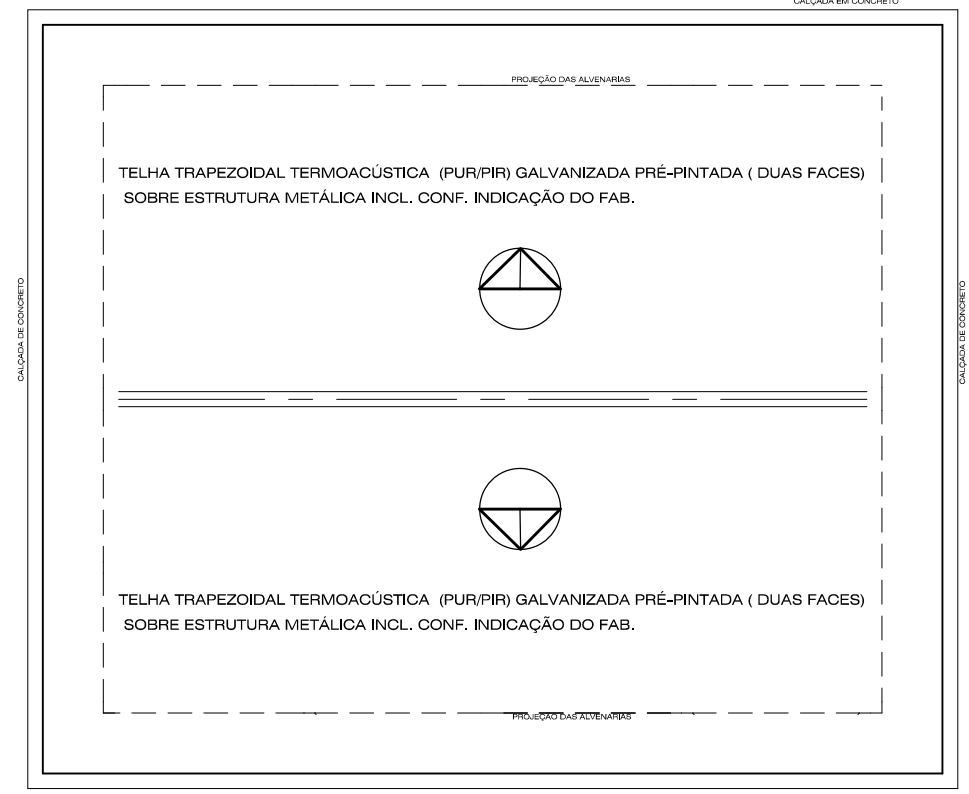 CALÇADA EM CONCRETO
PROJEÇÃO DAS ALVENARIAS
TELHA TRAPEZOIDAL TERMOACÚSTICA (PUR/PIR) GALVANIZADA PRÉ-PINTADA ( DUAS FACES)
SOBRE ESTRUTURA METÁLICA INCL. CONF. INDICAÇÃO DO FAB.
CALÇADA DE CONCRETO
CALÇADA DE CONCRETO
TELHA TRAPEZOIDAL TERMOACÚSTICA (PUR/PIR) GALVANIZADA PRÉ-PINTADA ( DUAS FACES)
SOBRE ESTRUTURA METÁLICA INCL. CONF. INDICAÇÃO DO FAB.
PROJEÇÃO DAS ALVENARIAS